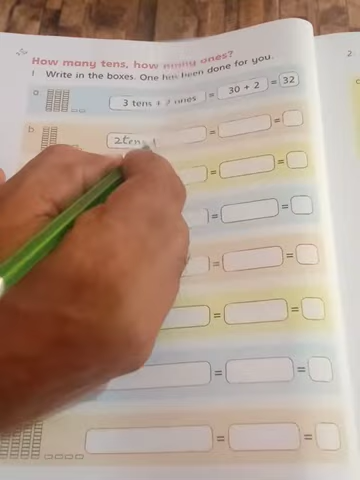 How many tens, how many ones?
1 Write in the boxes. One has been done for you.
a 3 tens + 2 ones = 30 + 2 = 32
b. 2tens = =
= =
= =
= =
= =
= =
= =
2